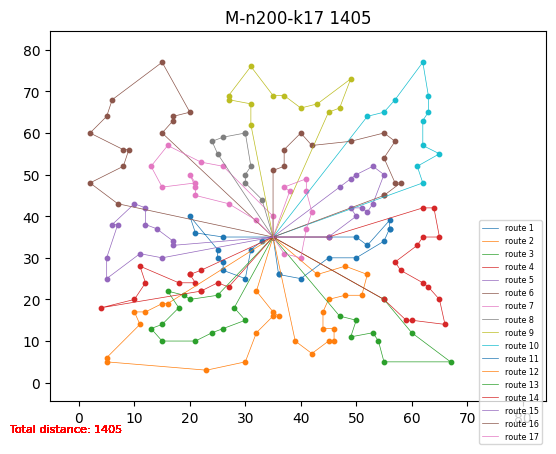 M-n200-k17 1405
80
70
60
50
40
30
20
10
0
route 1
route 2
route 3
route 4
route 5
route 6
route 7
route 8
route 9
route 10
route 11
route 12
route 13
route 14
route 15
route 16
route 17
0 10 20 30 40 50 60 70 80
Total distance: 1405